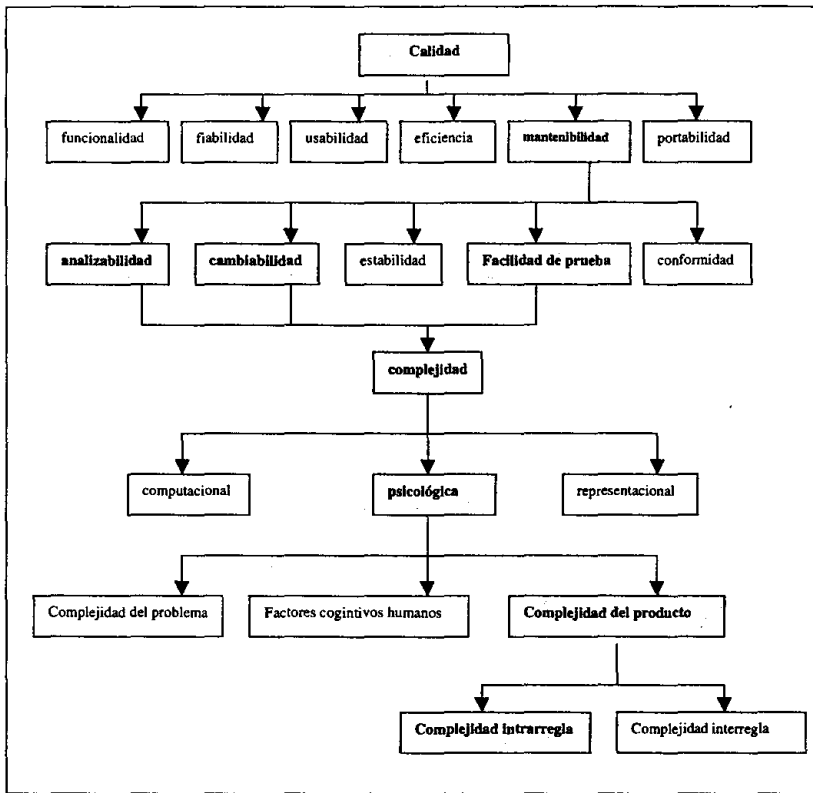 Calidad
funcionalidad
fiabilidad
usabilidad
eficiencia
mantenibilidad
portabilidad
analizabilidad
cambiabilidad
estabilidad
Facilidad de prueba
conformidad
complejidad
computacional
psicológica
representacional
Complejidad del problema
Factores cogintivos humanos
Complejidad del producto
Complejidad intrarregla
Complejidad interregla